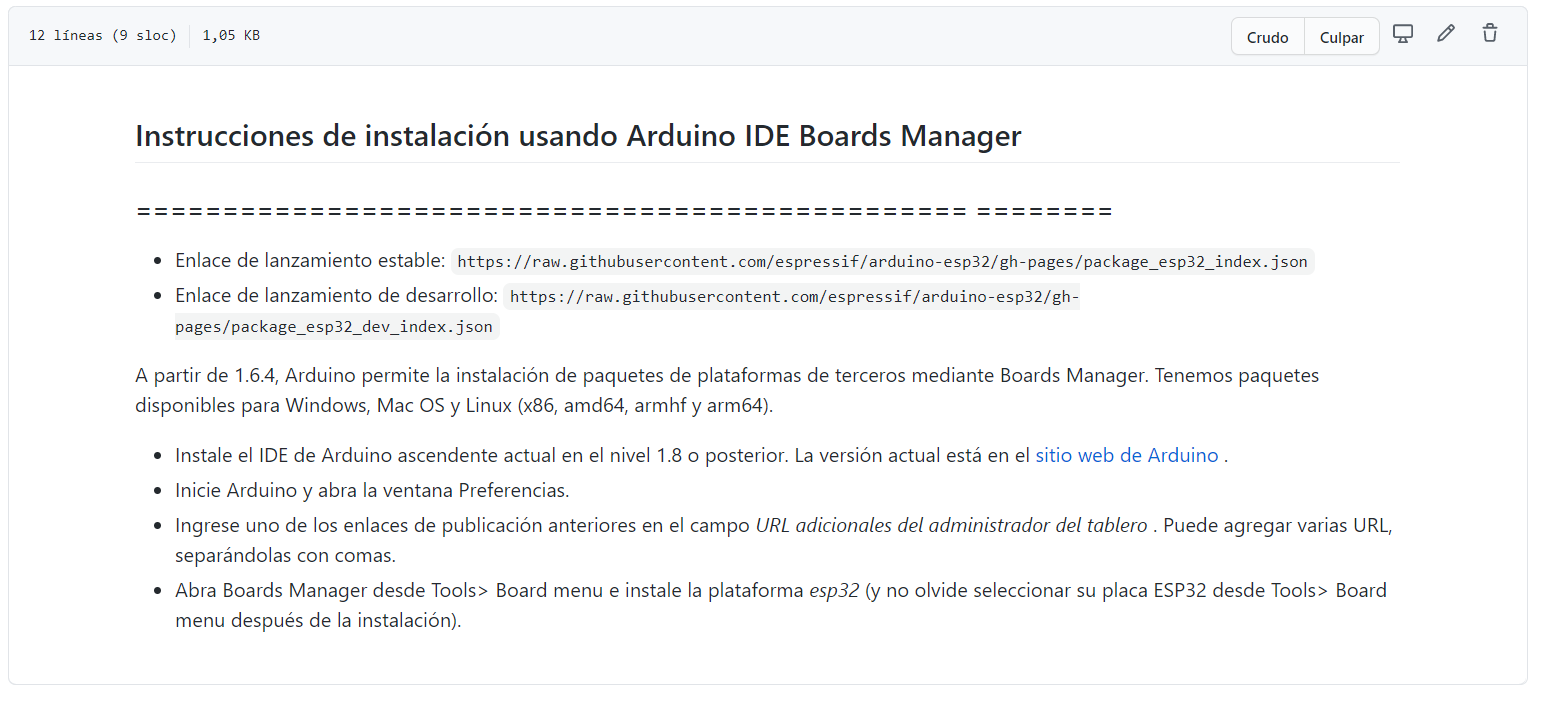 12 líneas (9 sloc) 1,05 KB
Crudo Culpar
Instrucciones de instalación usando Arduino IDE Boards Manager
================================================ ========
Enlace de lanzamiento estable: https://raw.githubusercontent.com/espressif/arduino-esp32/gh-pages/package_esp32_index.json
Enlace de lanzamiento de desarrollo: https://raw.githubusercontent.com/espressif/arduino-esp32/gh-
pages/package_esp32_dev_index.json
A partir de 1.6.4, Arduino permite la instalación de paquetes de plataformas de terceros mediante Boards Manager. Tenemos paquetes
disponibles para Windows, Mac OS y Linux (x86, amd64, armhf y arm64).
Instale el IDE de Arduino ascendente actual en el nivel 1.8 o posterior. La versión actual está en el sitio web de Arduino .
Inicie Arduino y abra la ventana Preferencias.
Ingrese uno de los enlaces de publicación anteriores en el campo URL adicionales del administrador del tablero . Puede agregar varias URL,
separándolas con comas.
Abra Boards Manager desde Tools> Board menu e instale la plataforma esp32 (y no olvide seleccionar su placa ESP32 desde Tools> Board
menu después de la instalación).